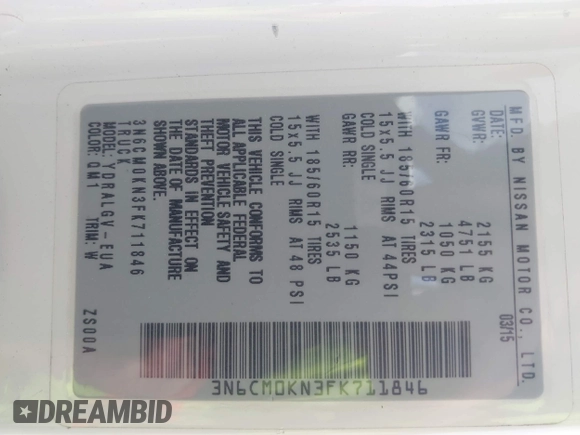 MFD. BY NISSAN MOTOR CO., LTD.
DATE: 03/15
GVWR: 2155 KG
4751 LB
GAWR FR: 1050 KG
2315 LB
WITH 185/60R15 TIRES
15x5.5 JJ RIMS AT 44PSI
COLD SINGLE
GAWR RR: 1150 KG
2535 LB
WITH 185/60R15 TIRES
15x5.5 JJ RIMS AT 48 PSI
COLD SINGLE
THIS VEHICLE CONFORMS TO
ALL APPLICABLE FEDERAL
MOTOR VEHICLE SAFETY AND
THEFT PREVENTION
STANDARDS IN EFFECT ON
THE DATE OF MANUFACTURE
SHOWN ABOVE.
3N6CM0KN3FK711846
TRUCK
MODEL: YDRALGV-EUA
COLOR: QM1 TRIM: W
ZS00A
3N6CM0KN3FK711846
DREAMBID